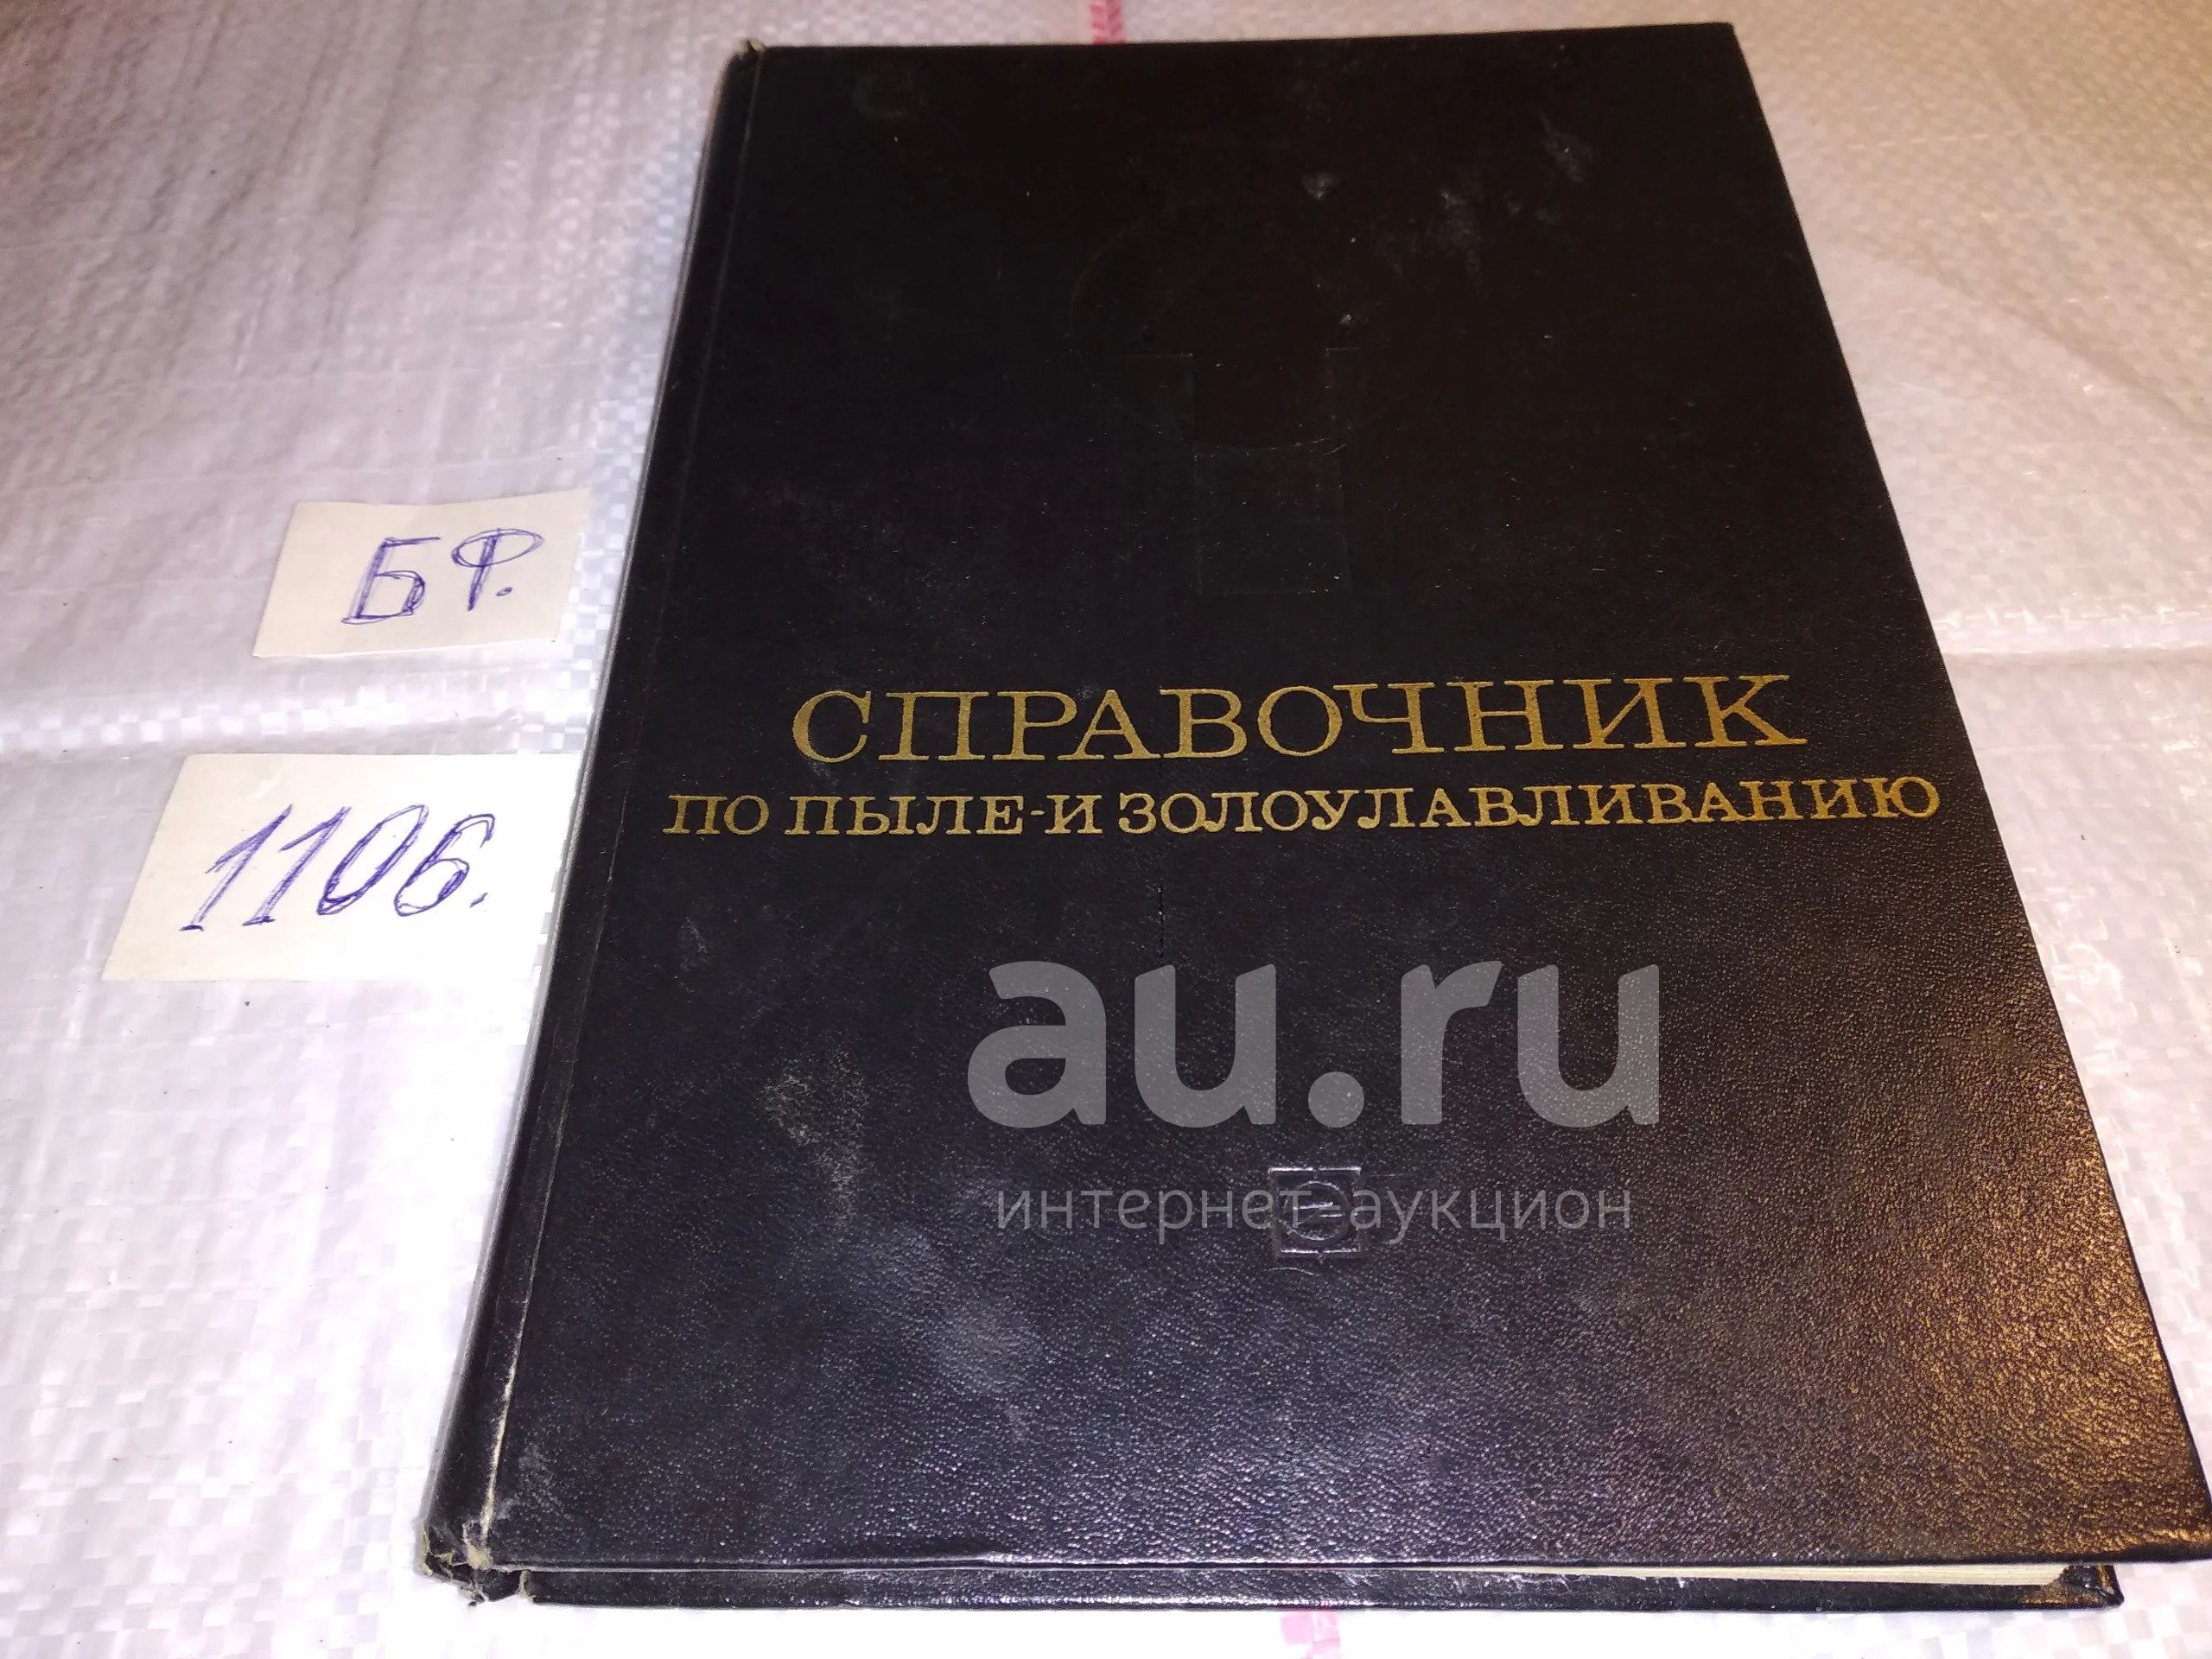 БФ.
1106.
СПРАВОЧНИК
ПО ПЫЛЕ-И ЗОЛОУЛАВЛИВАНИЮ
au.ru
интернет-аукцион